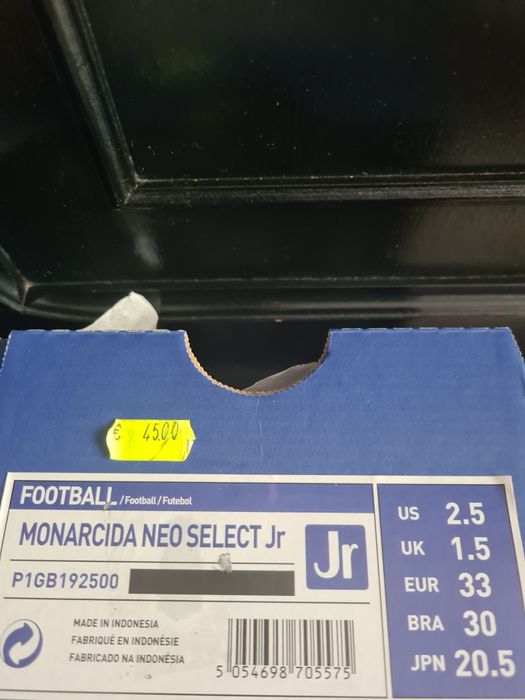 € 45.00
FOOTBALL / Football / Futebol
MONARCIDA NEO SELECT Jr
Jr
P1GB192500
MADE IN INDONESIA
FABRIQUÉ EN INDONÉSIE
FABRICADO NA INDONÉSIA
5 054698 705575
US 2.5
UK 1.5
EUR 33
BRA 30
JPN 20.5